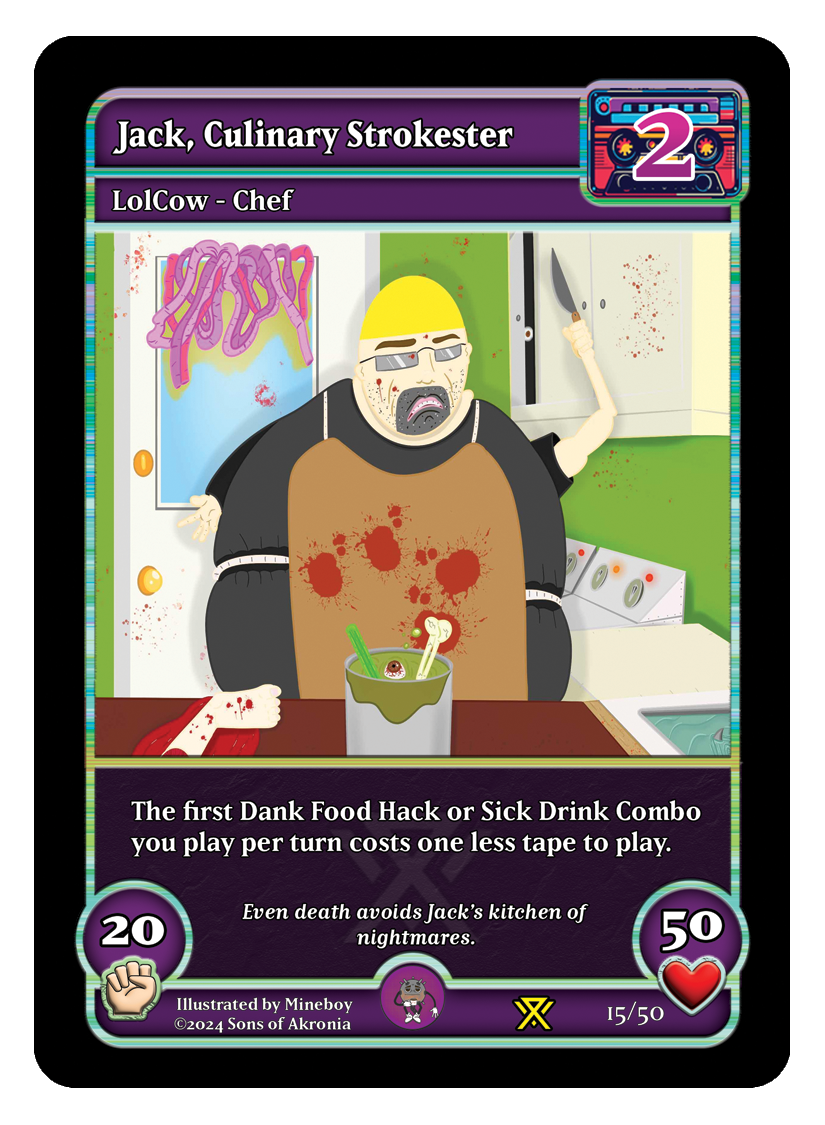 Jack, Culinary Strokester
2
LolCow - Chef
The first Dank Food Hack or Sick Drink Combo
you play per turn costs one less tape to play.
Even death avoids Jack's kitchen of
nightmares.
20
50
Illustrated by Mineboy
©2024 Sons of Akronia
15/50